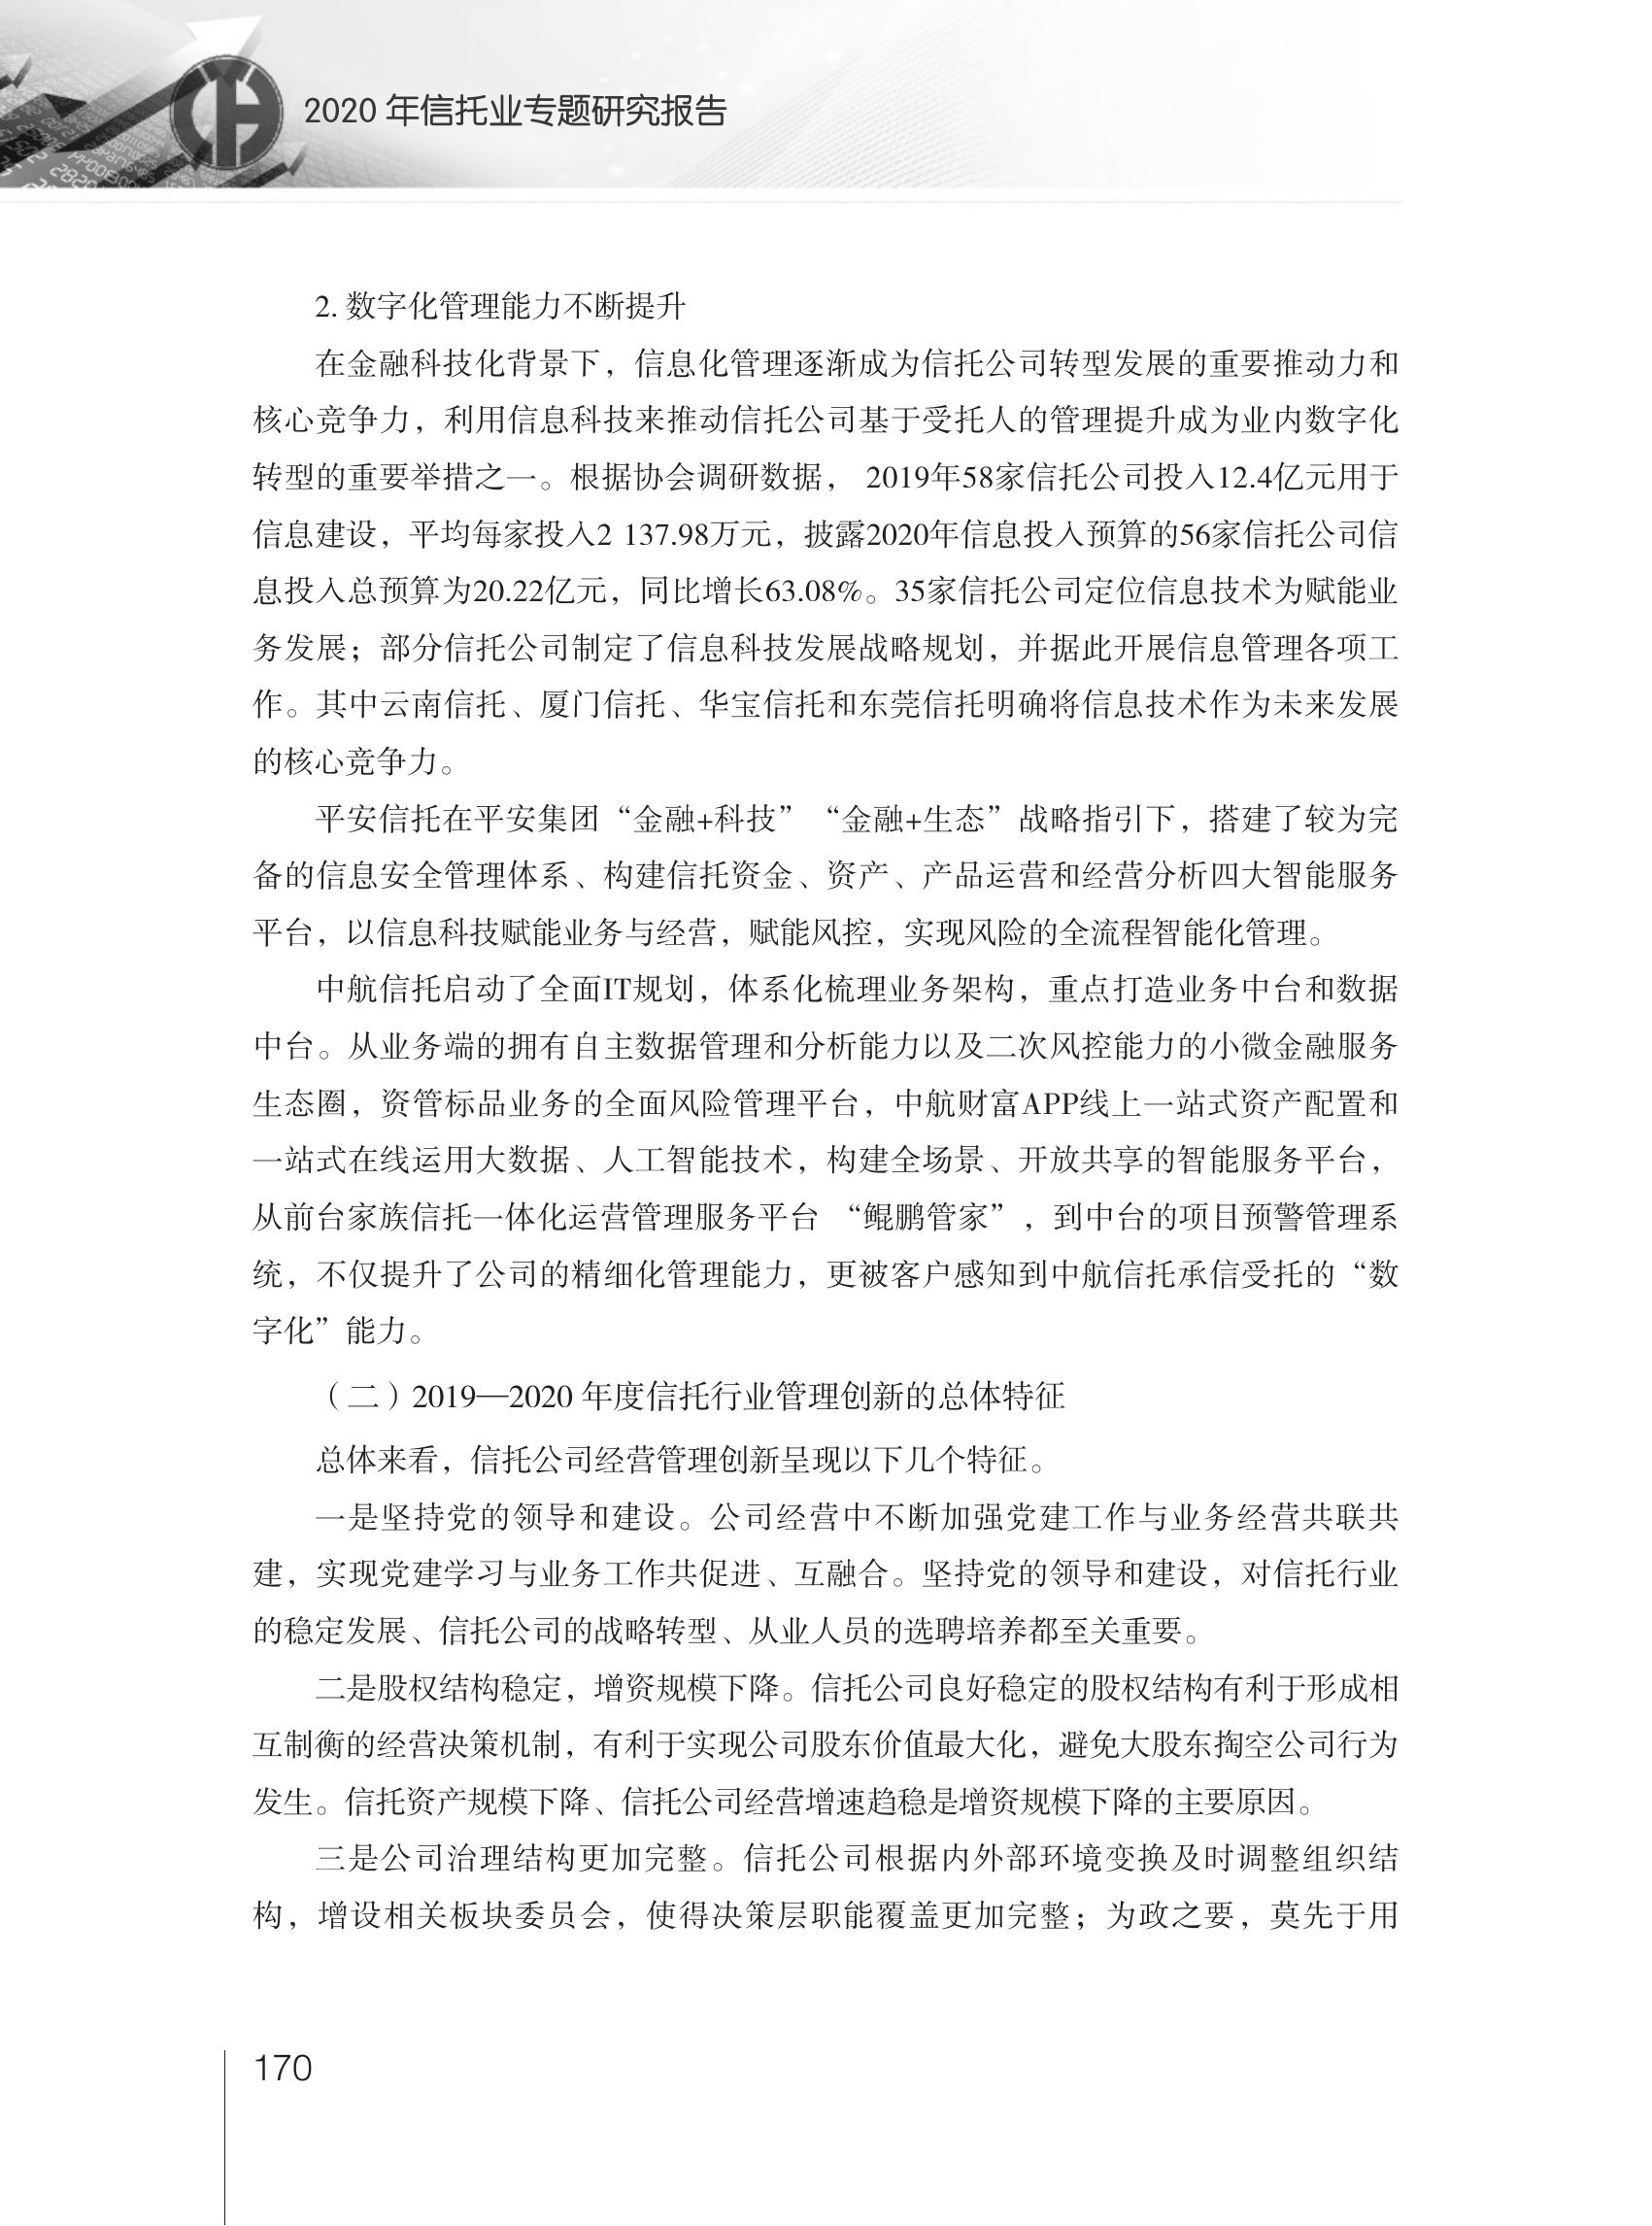 2020 年信托业专题研究报告
2. 数字化管理能力不断提升
在金融科技化背景下，信息化管理逐渐成为信托公司转型发展的重要推动力和
核心竞争力，利用信息科技来推动信托公司基于受托人的管理提升成为业内数字化
转型的重要举措之一。根据协会调研数据， 2019年58家信托公司投入12.4亿元用于
信息建设，平均每家投入2 137.98万元，披露2020年信息投入预算的56家信托公司信
息投入总预算为20.22亿元，同比增长63.08%。35家信托公司定位信息技术为赋能业
务发展；部分信托公司制定了信息科技发展战略规划，并据此开展信息管理各项工
作。其中云南信托、厦门信托、华宝信托和东莞信托明确将信息技术作为未来发展
的核心竞争力。
平安信托在平安集团“金融+科技”“金融+生态”战略指引下，搭建了较为完
备的信息安全管理体系、构建信托资金、资产、产品运营和经营分析四大智能服务
平台，以信息科技赋能业务与经营，赋能风控，实现风险的全流程智能化管理。
中航信托启动了全面IT规划，体系化梳理业务架构，重点打造业务中台和数据
中台。从业务端的拥有自主数据管理和分析能力以及二次风控能力的小微金融服务
生态圈，资管标品业务的全面风险管理平台，中航财富APP线上一站式资产配置和
一站式在线运用大数据、人工智能技术，构建全场景、开放共享的智能服务平台，
从前台家族信托一体化运营管理服务平台 “鲲鹏管家”，到中台的项目预警管理系
统，不仅提升了公司的精细化管理能力，更被客户感知到中航信托承信受托的“数
字化”能力。
（二）2019—2020 年度信托行业管理创新的总体特征
总体来看，信托公司经营管理创新呈现以下几个特征。
一是坚持党的领导和建设。公司经营中不断加强党建工作与业务经营共联共
建，实现党建学习与业务工作共促进、互融合。坚持党的领导和建设，对信托行业
的稳定发展、信托公司的战略转型、从业人员的选聘培养都至关重要。
二是股权结构稳定，增资规模下降。信托公司良好稳定的股权结构有利于形成相
互制衡的经营决策机制，有利于实现公司股东价值最大化，避免大股东掏空公司行为
发生。信托资产规模下降、信托公司经营增速趋稳是增资规模下降的主要原因。
三是公司治理结构更加完整。信托公司根据内外部环境变换及时调整组织结
构，增设相关板块委员会，使得决策层职能覆盖更加完整；为政之要，莫先于用
170